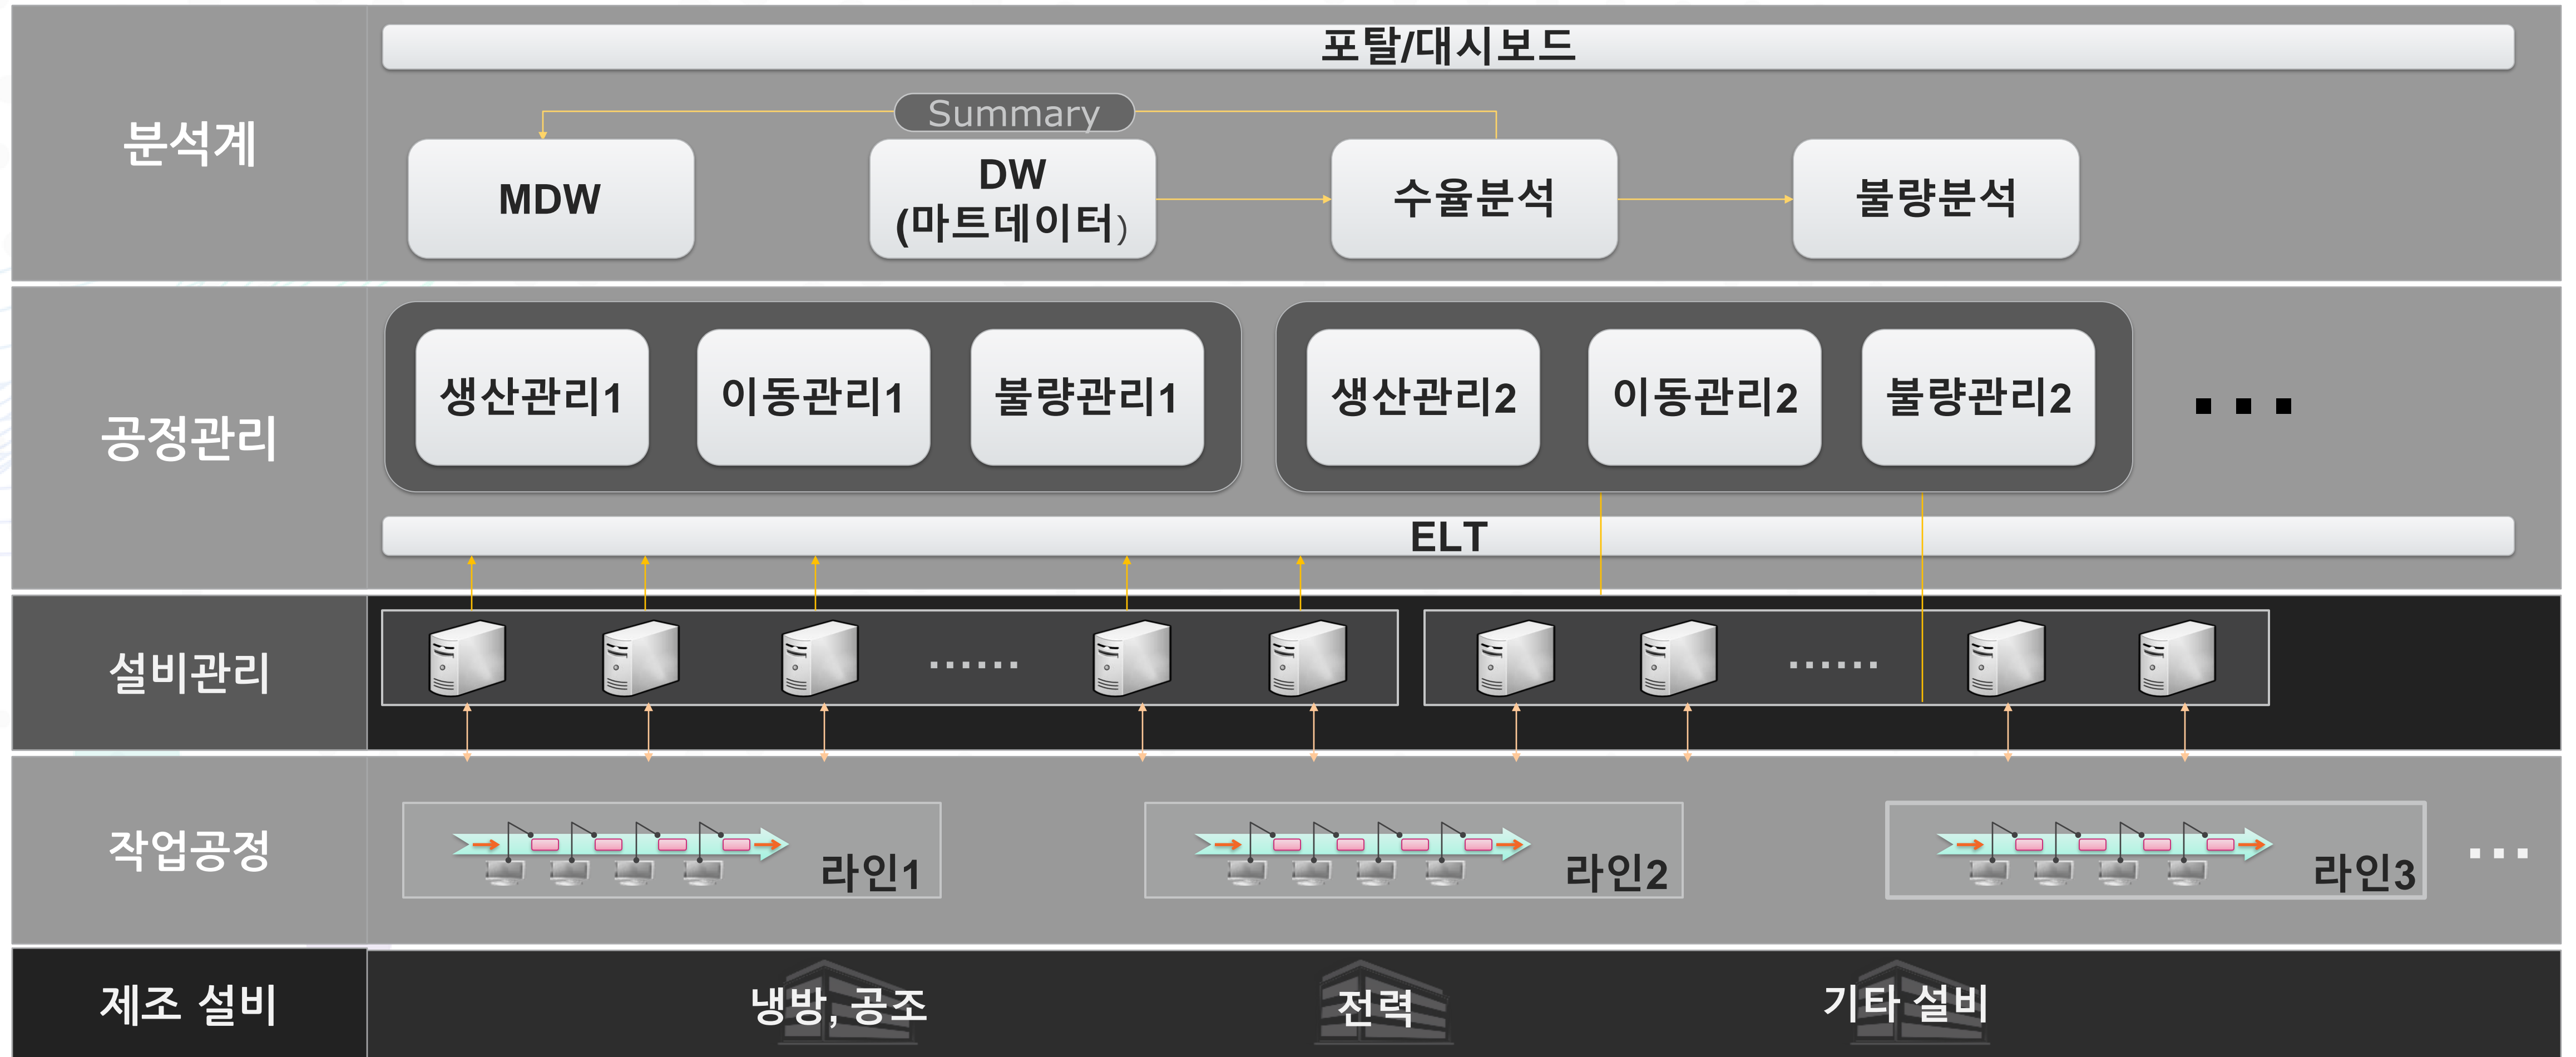 포탈/대시보드
분석계
Summary
MDW
DW
(마트데이터)
수율분석
불량분석
공정관리
생산관리1
이동관리1
불량관리1
생산관리2
이동관리2
불량관리2
...
ELT
설비관리
......
......
작업공정
라인1
라인2
라인3
...
제조 설비
냉방, 공조
전력
기타 설비